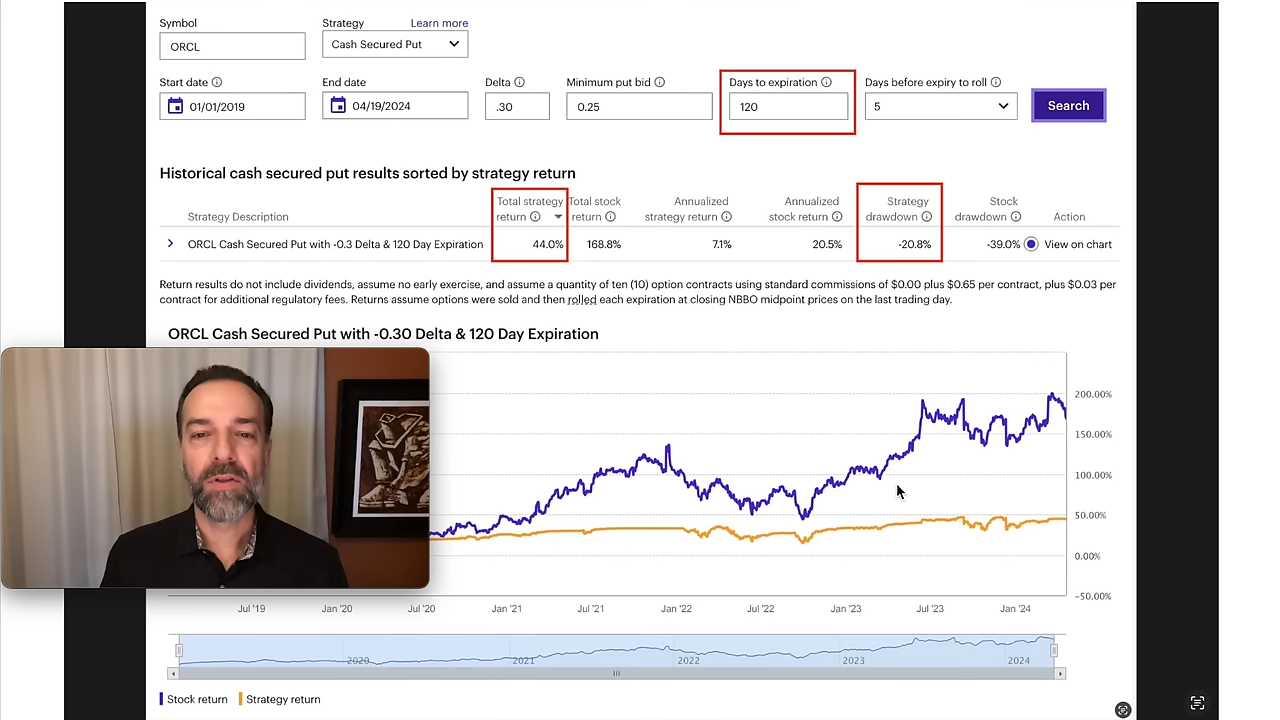 Symbol
Strategy
Learn more
ORCL
Cash Secured Put
Start date
End date
Delta
Minimum put bid
Days to expiration
Days before expiry to roll
01/01/2019
04/19/2024
.30
0.25
120
5
Search
Historical cash secured put results sorted by strategy return
Total strategy
Total stock
Annualized
Annualized
Strategy
Stock
Strategy Description
return
return
strategy return
stock return
drawdown
drawdown
Action
ORCL Cash Secured Put with -0.3 Delta & 120 Day Expiration
44.0%
168.8%
7.1%
20.5%
-20.8%
-39.0%
View on chart
Return results do not include dividends, assume no early exercise, and assume a quantity of ten (10) option contracts using standard commissions of $0.00 plus $0.65 per contract, plus $0.03 per
contract for additional regulatory fees. Returns assume options were sold and then rolled each expiration at closing NBBO midpoint prices on the last trading day.
ORCL Cash Secured Put with -0.30 Delta & 120 Day Expiration
200.00%
150.00%
100.00%
50.00%
0.00%
-50.00%
Jul '19
Jan '20
Jul '20
Jan '21
Jul '21
Jan '22
Jul '22
Jan '23
Jul '23
Jan '24
2020
2021
2022
2023
2024
Stock return
Strategy return